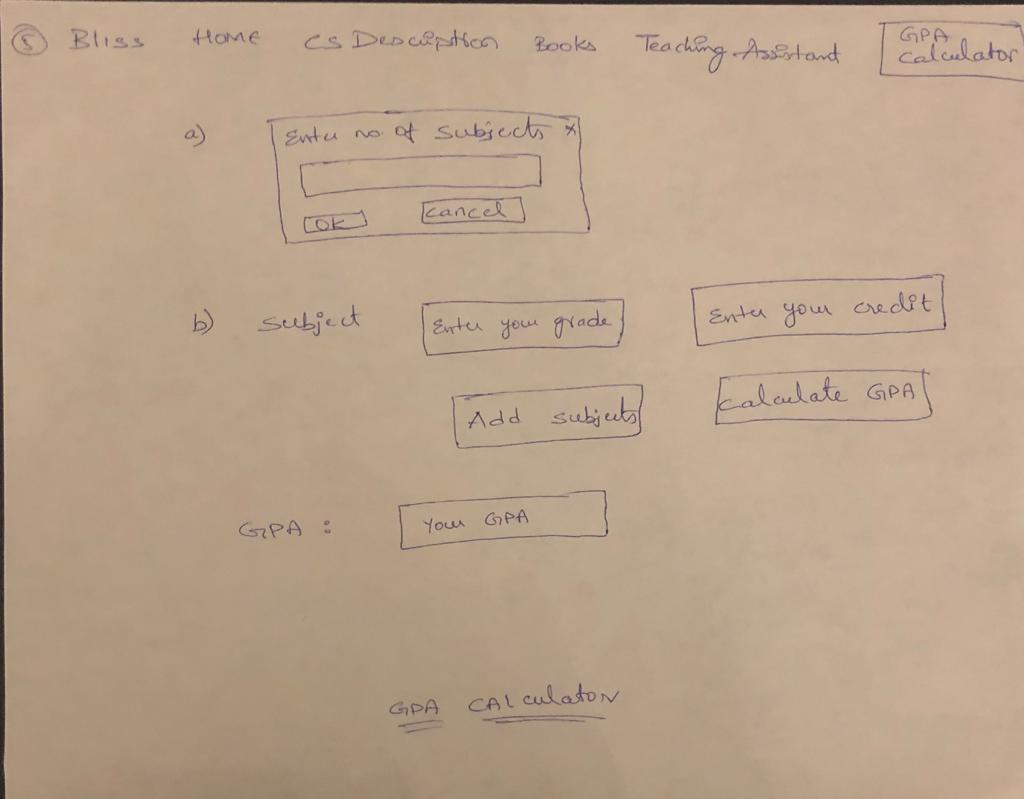 5 Bliss Home CS Description Books Teaching Assistant GPA Calculator
a) Enter no. of subjects x
OK Cancel
b) Subject Enter your grade Enter your credit
Add subjects Calculate GPA
GPA : Your GPA
GPA CALculator